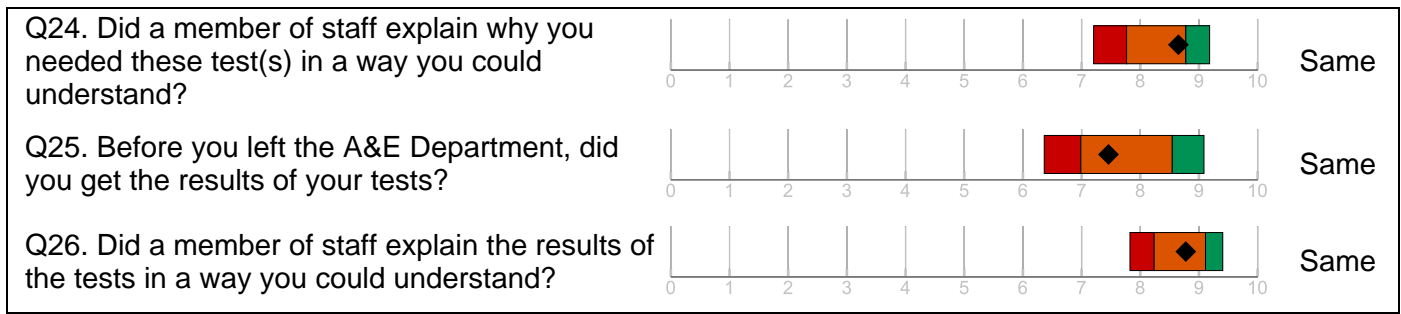 Q24. Did a member of staff explain why you
needed these test(s) in a way you could
understand?
0 1 2 3 4 5 6 7 8 9 10
Same
Q25. Before you left the A&E Department, did
you get the results of your tests?
0 1 2 3 4 5 6 7 8 9 10
Same
Q26. Did a member of staff explain the results of
the tests in a way you could understand?
0 1 2 3 4 5 6 7 8 9 10
Same